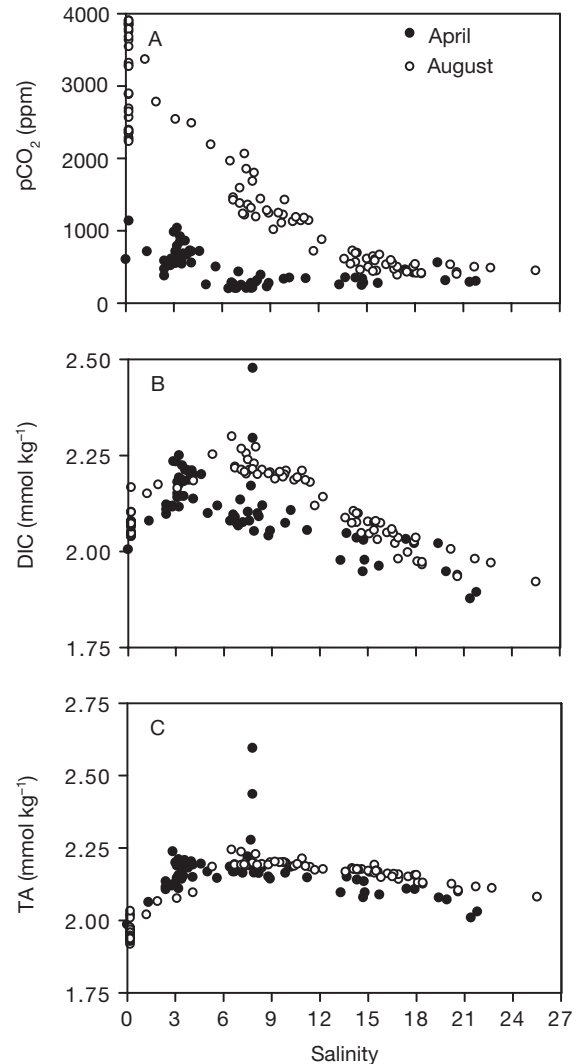 4000
A
April
August
3000
2000
1000
0
pCO₂ (ppm)
2.50
B
2.25
2.00
1.75
DIC (mmol kg⁻¹)
2.75
C
2.50
2.25
2.00
1.75
TA (mmol kg⁻¹)
0 3 6 9 12 15 18 21 24 27
Salinity